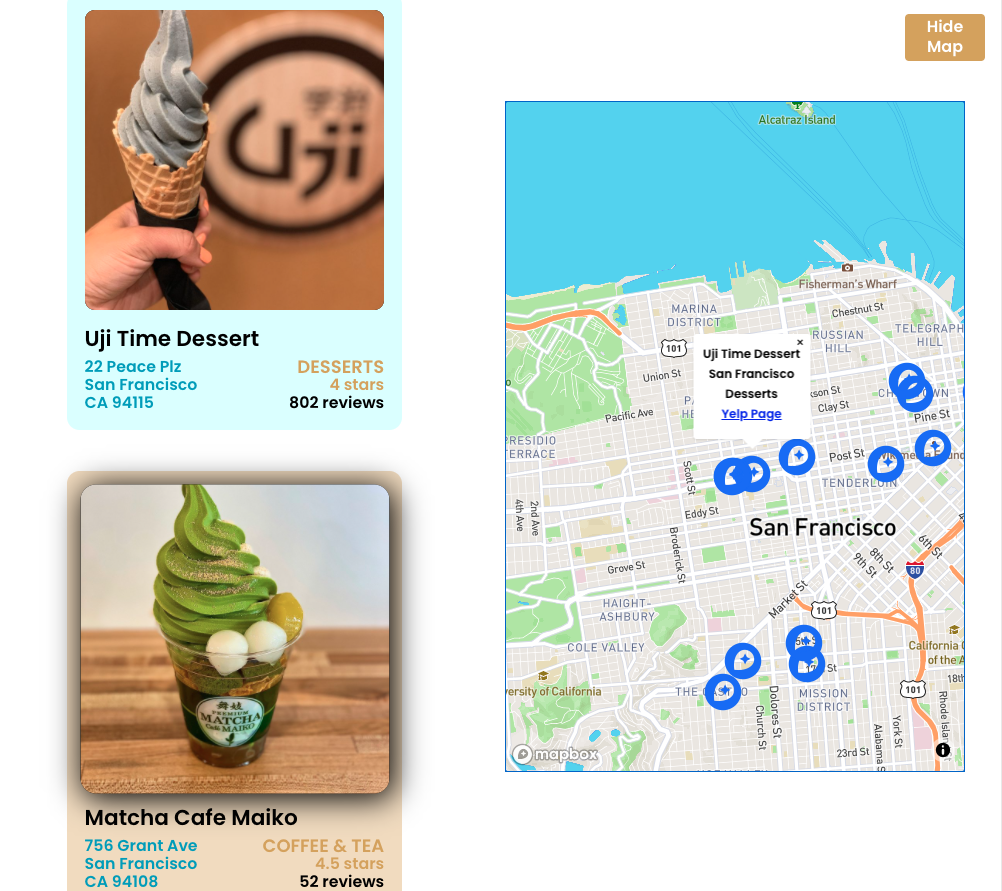 宇治
uji
Uji Time Dessert
22 Peace Plz
San Francisco
CA 94115
DESSERTS
4 stars
802 reviews
舞妓
PREMIUM
MATCHA
Café MAIKO
Matcha Cafe Maiko
756 Grant Ave
San Francisco
CA 94108
COFFEE & TEA
4.5 stars
52 reviews
Hide
Map
Alcatraz Island
Fisherman's Wharf
Chestnut St
MARINA
DISTRICT
TELEGRAPH
HILL
RUSSIAN
HILL
101
×
Uji Time Dessert
San Francisco
Desserts
Yelp Page
Union St
kson St
Clay St
Pine St
Pacific Ave
PRESIDIO
TERRACE
Post St
TENDERLOIN
Scott St
Eddy St
2nd Ave
4th Ave
San Francisco
Broderick St
Grove St
6th St
8th St
9th St
80
Market St
101
HAIGHT-
ASHBURY
COLE VALLEY
California C
of the A
18th
versity of California
THE CASTRO
MISSION
DISTRICT
101
Dolores St
Church St
York St
Alabama S
Rhode Isl
23rd St
mapbox